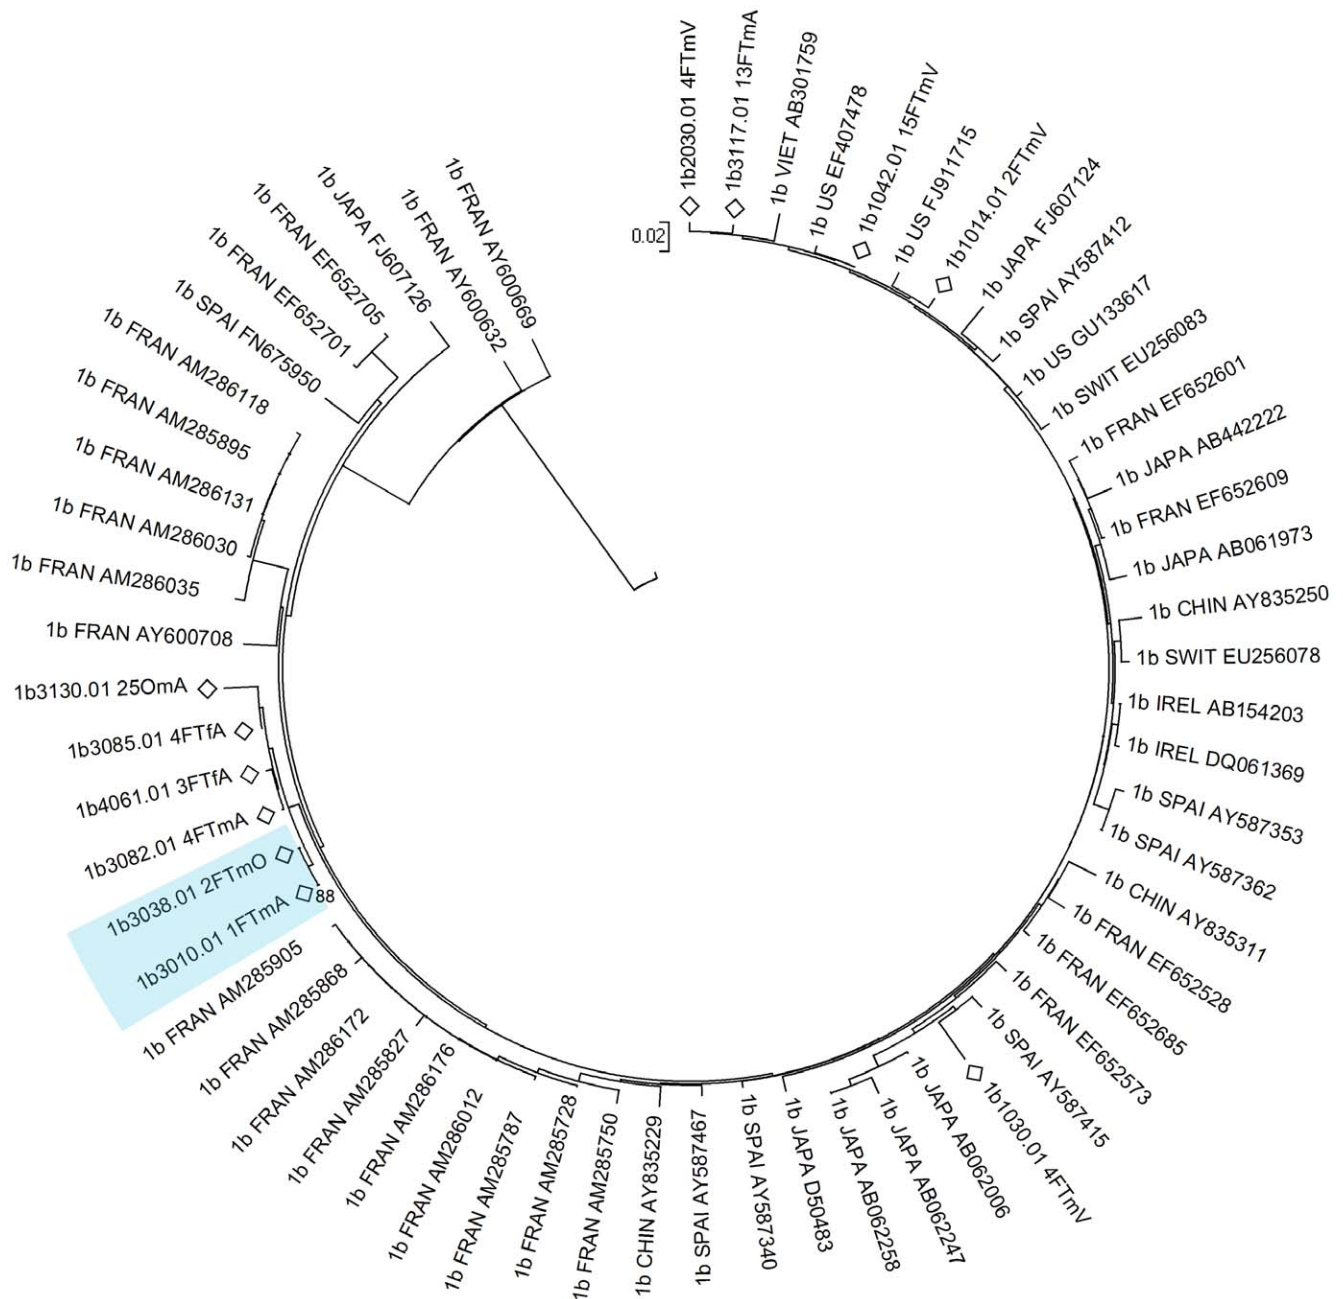 1b2030.01 4FTmV
1b3117.01 13FTmA
1b VIET AB301759
1b US EF407478
1b1042.01 15FTmV
1b US FJ911715
1b1014.01 2FTmV
1b JAPA FJ607124
1b SPAI AY587412
1b US GU133617
1b SWIT EU256083
1b FRAN EF652601
1b JAPA AB442222
1b FRAN EF652609
1b JAPA AB061973
1b CHIN AY835250
1b SWIT EU256078
1b IREL AB154203
1b IREL DQ061369
1b SPAI AY587353
1b SPAI AY587362
1b CHIN AY835311
1b FRAN EF652528
1b FRAN EF652685
1b FRAN EF652573
1b SPAI AY587415
1b1030.01 4FTmV
1b JAPA AB062006
1b JAPA AB062247
1b JAPA AB062258
1b JAPA D50483
1b SPAI AY587340
1b SPAI AY587467
1b CHIN AY835229
1b FRAN AM285750
1b FRAN AM285728
1b FRAN AM285787
1b FRAN AM286012
1b FRAN AM286176
1b FRAN AM285827
1b FRAN AM286172
1b FRAN AM285868
1b FRAN AM285905
1b3010.01 1FTmA
88
1b3038.01 2FTmO
1b3082.01 4FTmA
1b4061.01 3FTfA
1b3085.01 4FTfA
1b3130.01 25OmA
1b FRAN AY600708
1b FRAN AM286035
1b FRAN AM286030
1b FRAN AM286131
1b FRAN AM285895
1b FRAN AM286118
1b SPAI FN675950
1b FRAN EF652701
1b FRAN EF652705
1b JAPA FJ607126
1b FRAN AY600632
1b FRAN AY600669
0.02